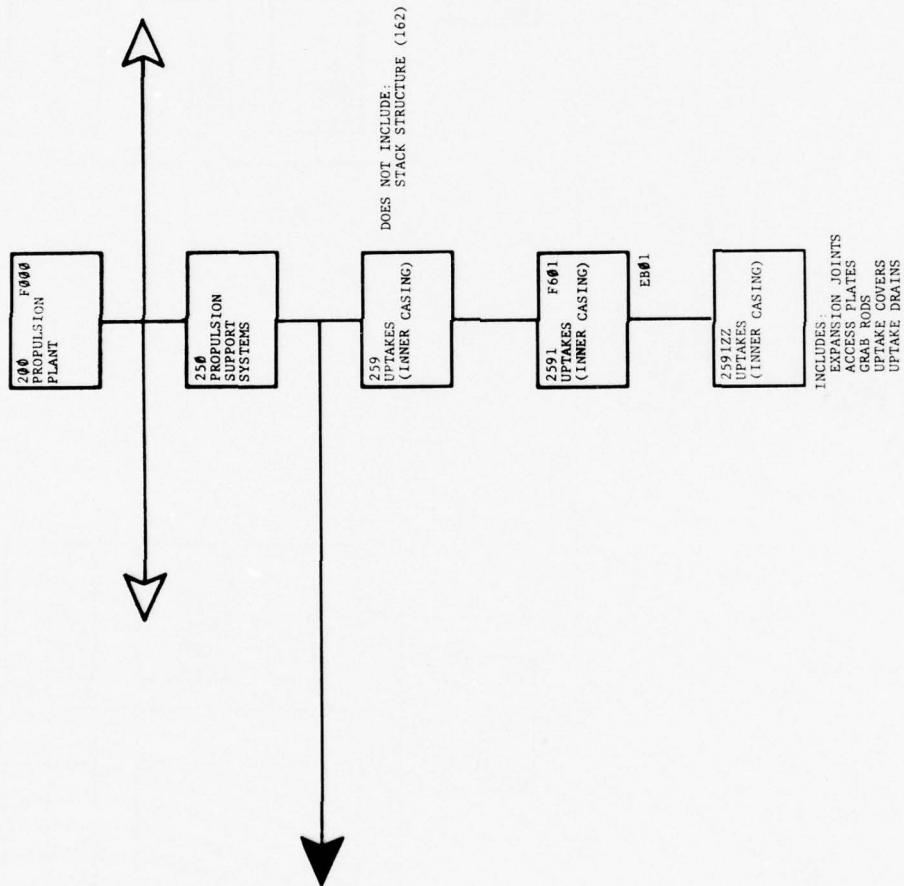 200 F000
PROPULSION
PLANT
250
PROPULSION
SUPPORT
SYSTEMS
259
UPTAKES
(INNER CASING)
DOES NOT INCLUDE:
STACK STRUCTURE (162)
2591 F601
UPTAKES
(INNER CASING)
EB01
2591ZZ
UPTAKES
(INNER CASING)
INCLUDES:
EXPANSION JOINTS
ACCESS PLATES
GRAB RODS
UPTAKE COVERS
UPTAKE DRAINS